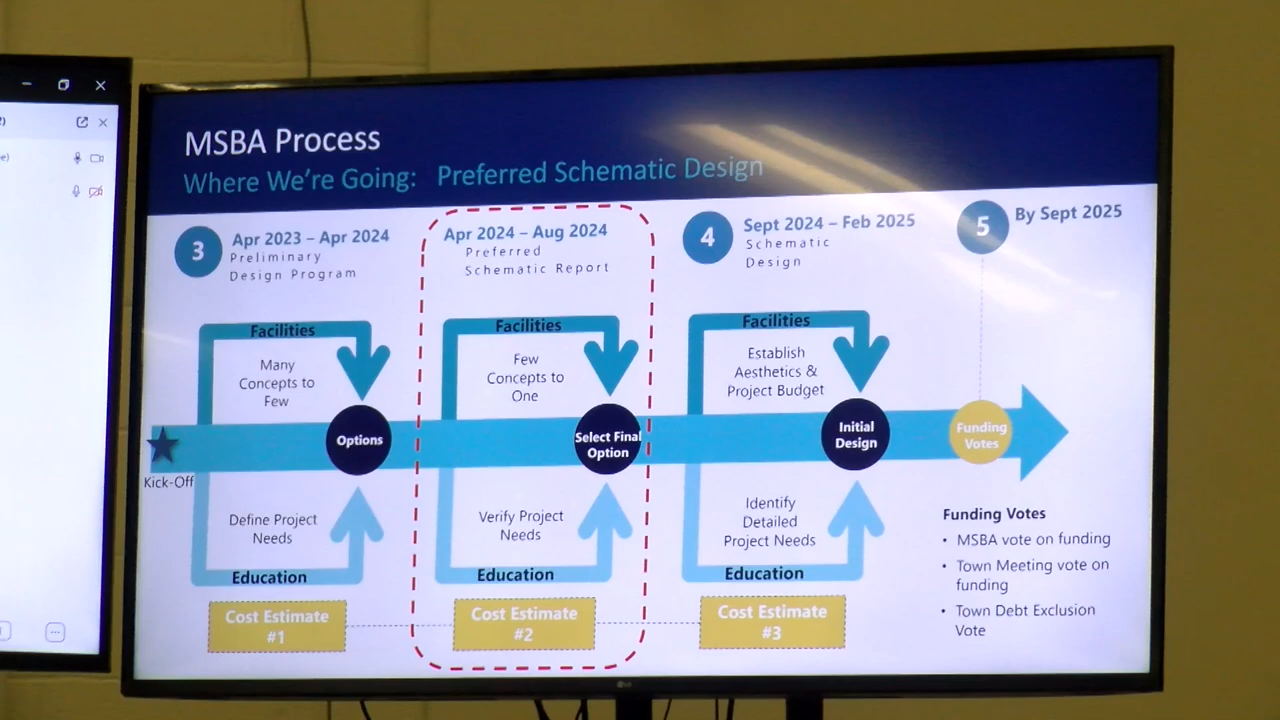 MSBA Process
Where We're Going: Preferred Schematic Design
3
Apr 2023 – Apr 2024
Preliminary
Design Program
Apr 2024 – Aug 2024
Preferred
Schematic Report
4
Sept 2024 – Feb 2025
Schematic
Design
5
By Sept 2025
Facilities
Many
Concepts to
Few
Facilities
Few
Concepts to
One
Facilities
Establish
Aesthetics &
Project Budget
Kick-Off
Options
Select Final
Option
Initial
Design
Funding
Votes
Define Project
Needs
Education
Verify Project
Needs
Education
Identify
Detailed
Project Needs
Education
Cost Estimate
#1
Cost Estimate
#2
Cost Estimate
#3
Funding Votes
• MSBA vote on funding
• Town Meeting vote on
funding
• Town Debt Exclusion
Vote
LG